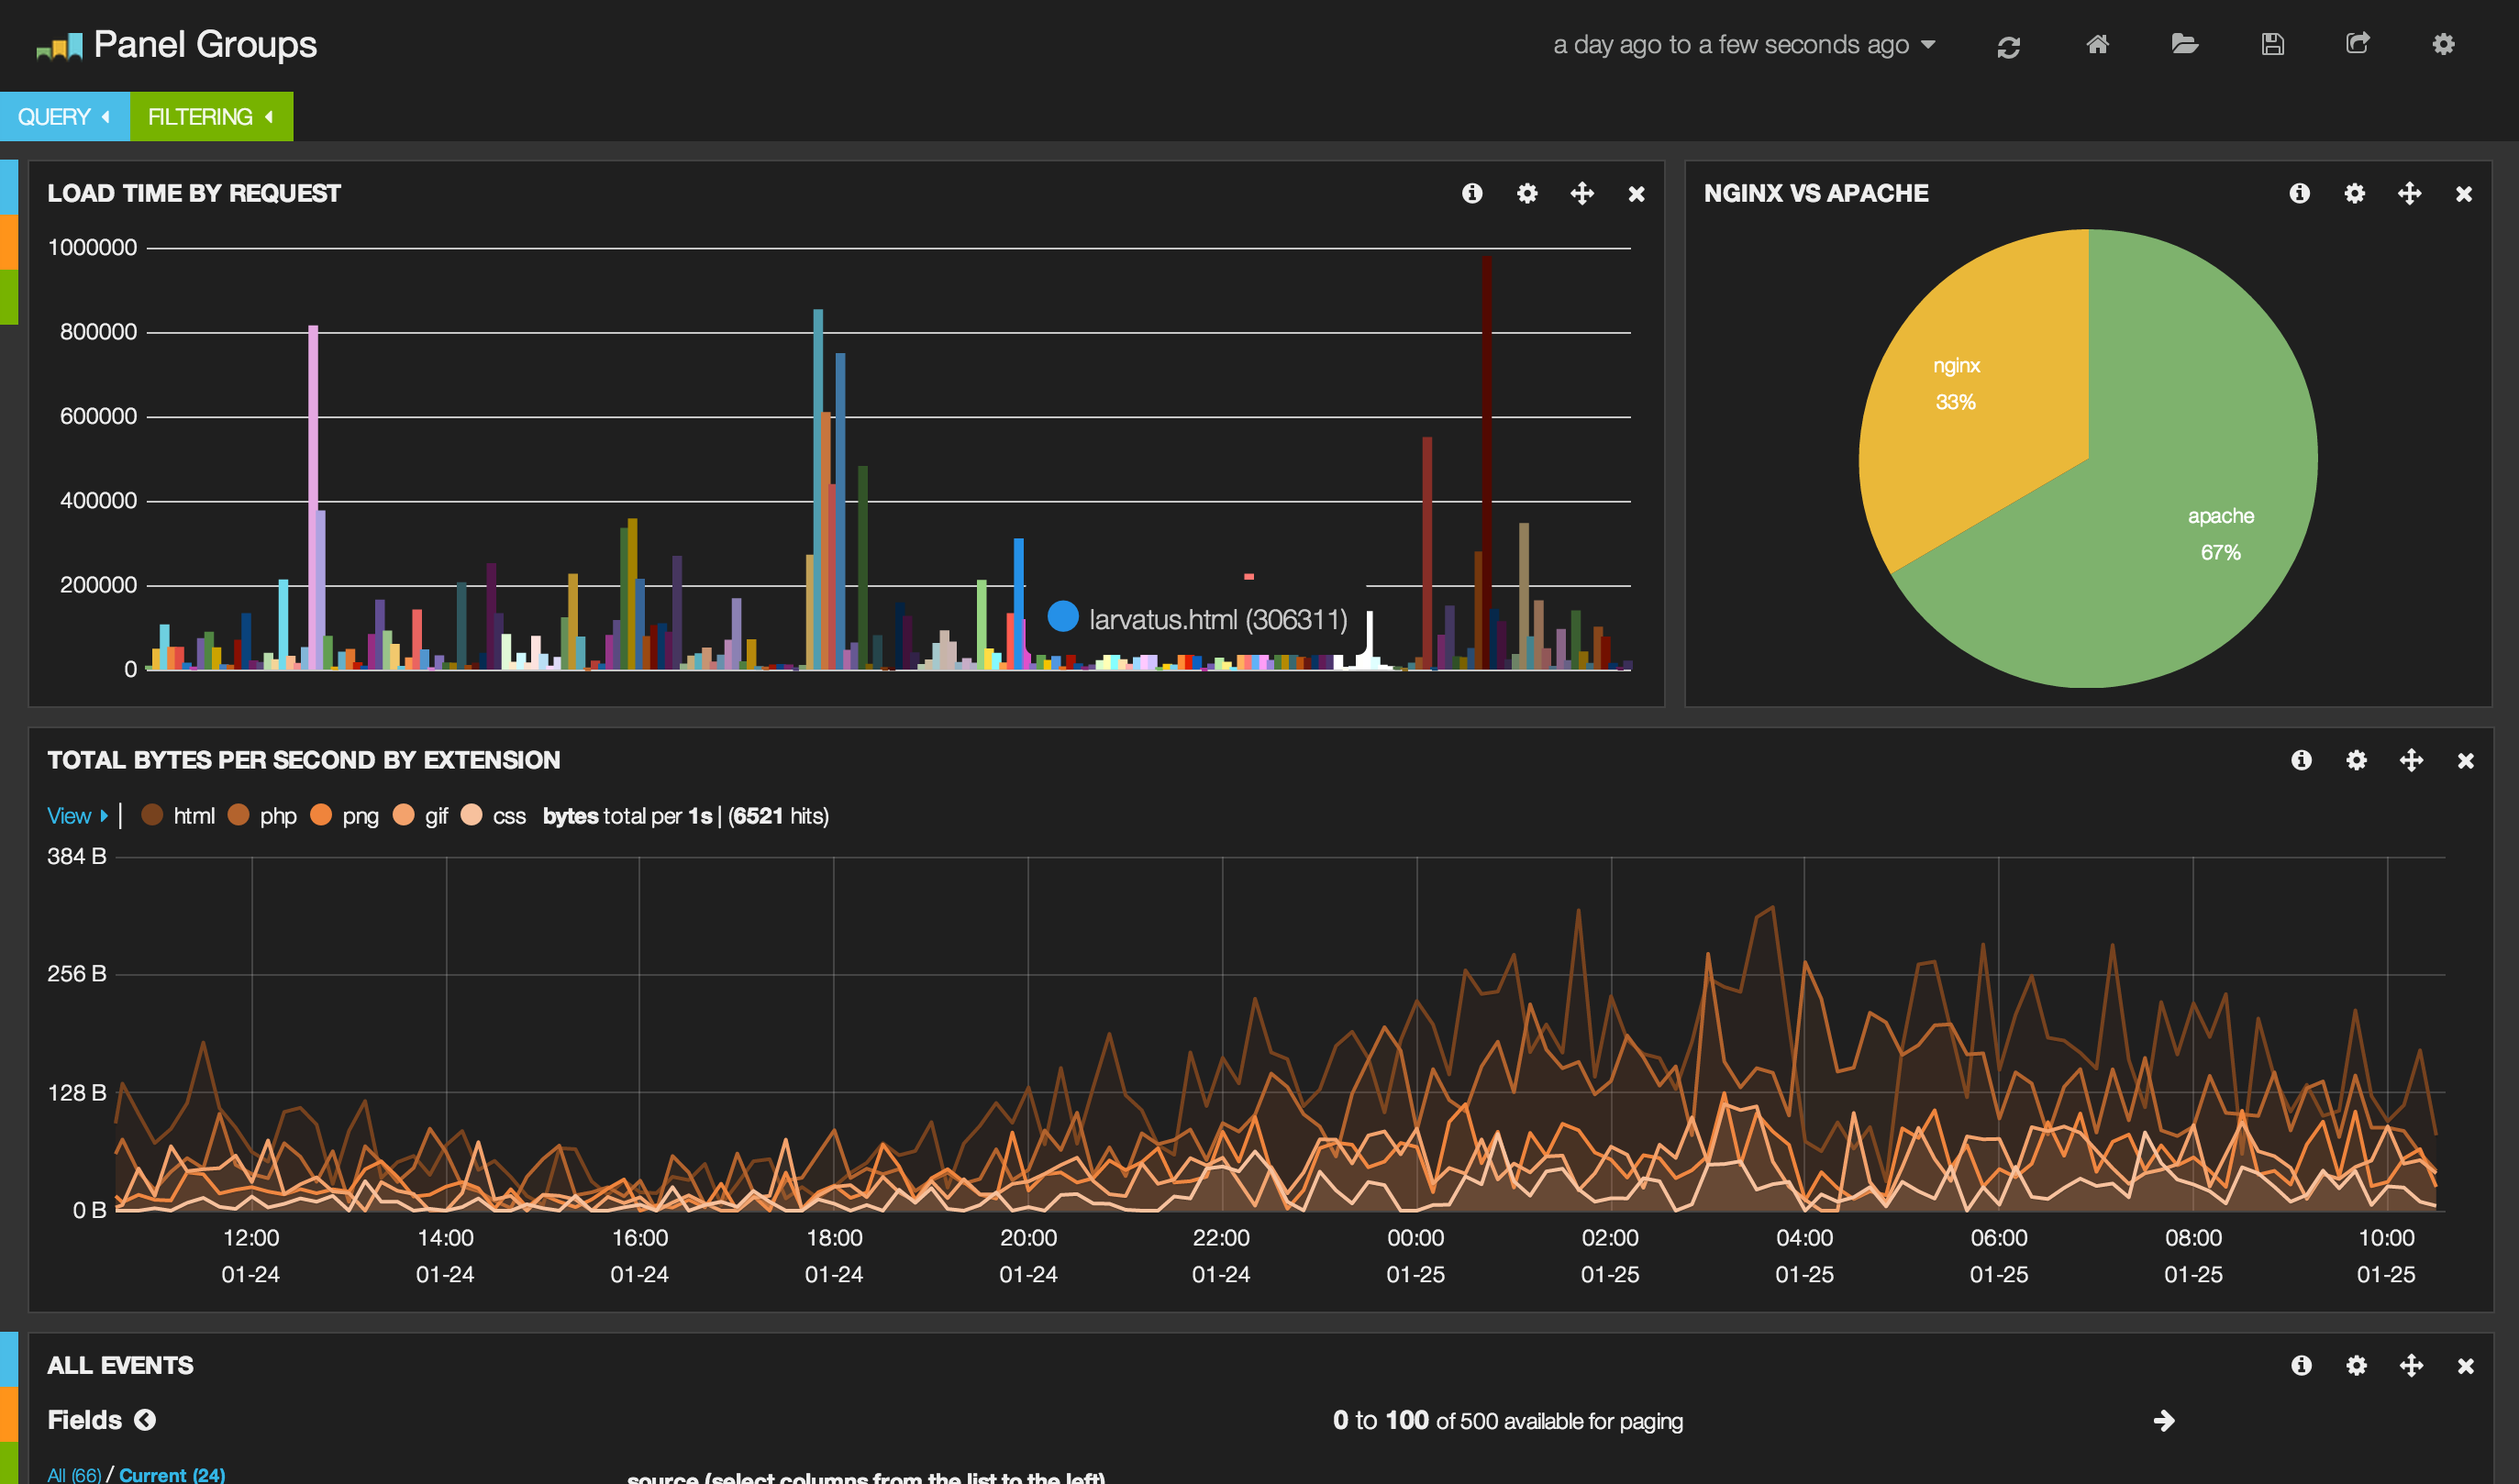 Panel Groups
a day ago to a few seconds ago
QUERY
FILTERING
LOAD TIME BY REQUEST
1000000
800000
600000
400000
200000
0
larvatus.html (306311)
NGINX VS APACHE
nginx
33%
apache
67%
TOTAL BYTES PER SECOND BY EXTENSION
View | html php png gif css bytes total per 1s | (6521 hits)
384 B
256 B
128 B
0 B
12:00 14:00 16:00 18:00 20:00 22:00 00:00 02:00 04:00 06:00 08:00 10:00
01-24 01-24 01-24 01-24 01-24 01-24 01-25 01-25 01-25 01-25 01-25 01-25
ALL EVENTS
Fields
0 to 100 of 500 available for paging
All (66) / Current (24)
source (select columns from the list to the left)